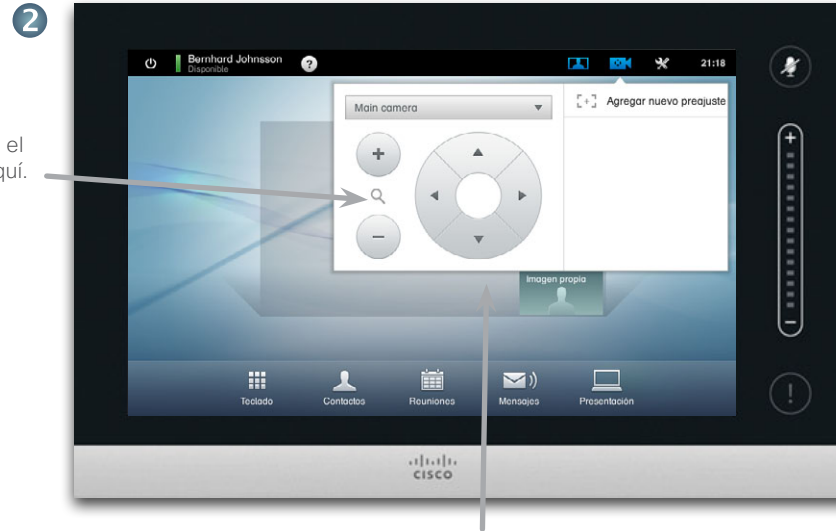 2
Bernhard Johnsson
Disponible
?
21:18
Main camera
Agregar nuevo preajuste
el
quí.
Imagen propia
Teclado
Contactos
Reuniones
Mensajes
Presentación
CISCO